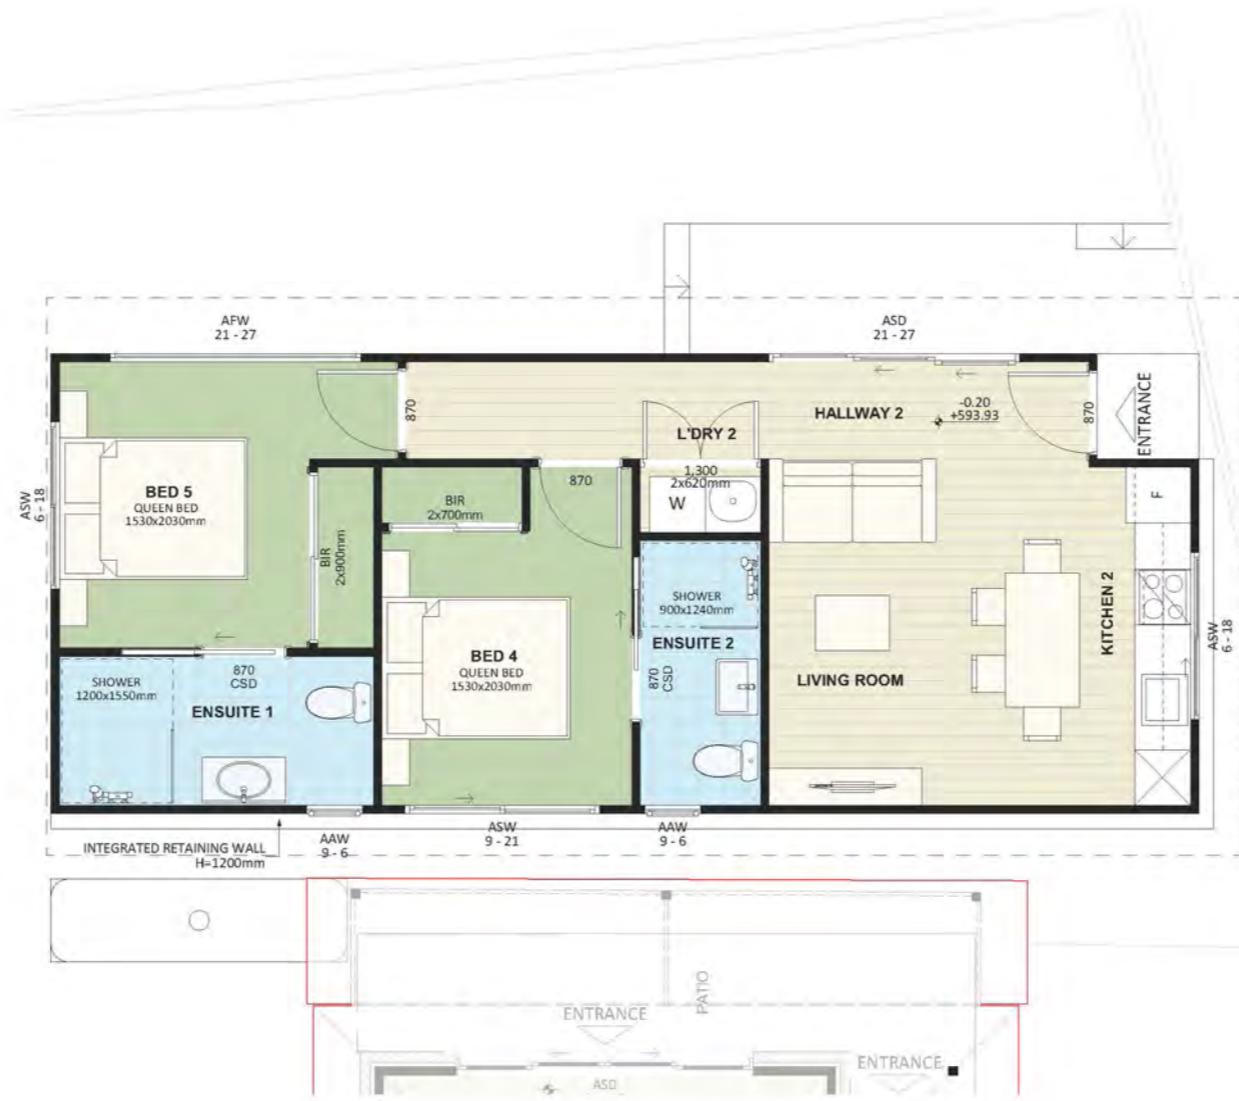 AFW
21 - 27
ASD
21 - 27
870
HALLWAY 2
-0.20
+593.93
870
ENTRANCE
L'DRY 2
1,300
2x620mm
W
F
ASW
6 - 18
BED 5
QUEEN BED
1530x2030mm
BIR
2x900mm
BIR
2x700mm
870
SHOWER
900x1240mm
ENSUITE 2
870
CSD
BED 4
QUEEN BED
1530x2030mm
LIVING ROOM
KITCHEN 2
ASW
6 - 18
SHOWER
1200x1550mm
870
CSD
ENSUITE 1
INTEGRATED RETAINING WALL
H=1200mm
AAW
9 - 6
ASW
9 - 21
AAW
9 - 6
PATIO
ENTRANCE
ENTRANCE
ASD